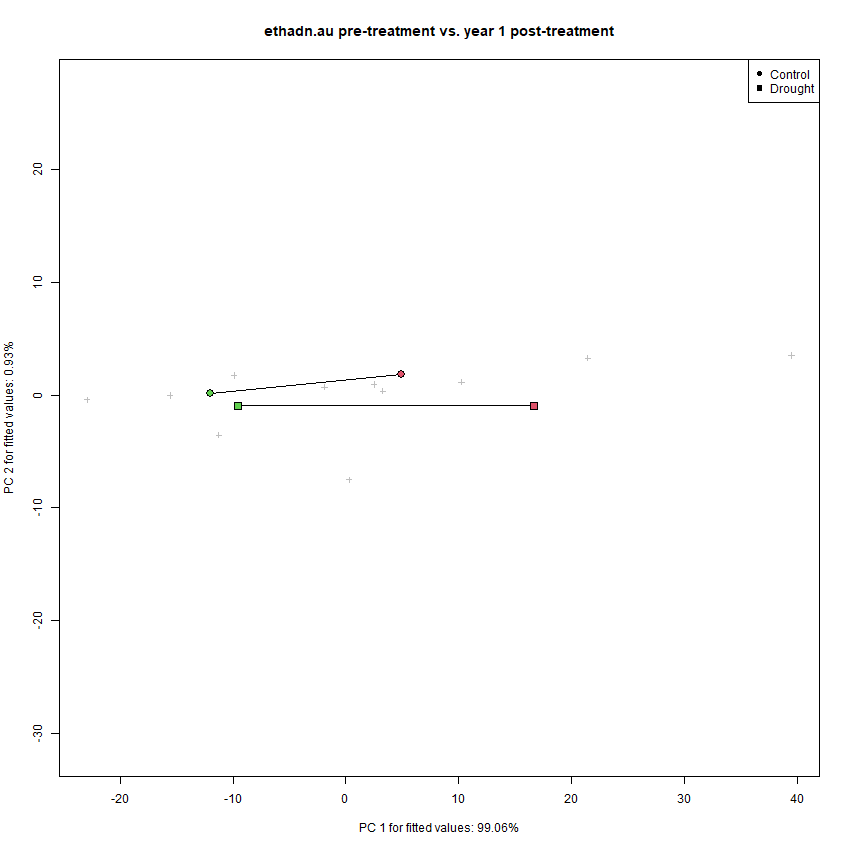 ethadn.au pre-treatment vs. year 1 post-treatment
Control
Drought
20
10
0
-10
-20
-30
PC 2 for fitted values: 0.93%
-20
-10
0
10
20
30
40
PC 1 for fitted values: 99.06%